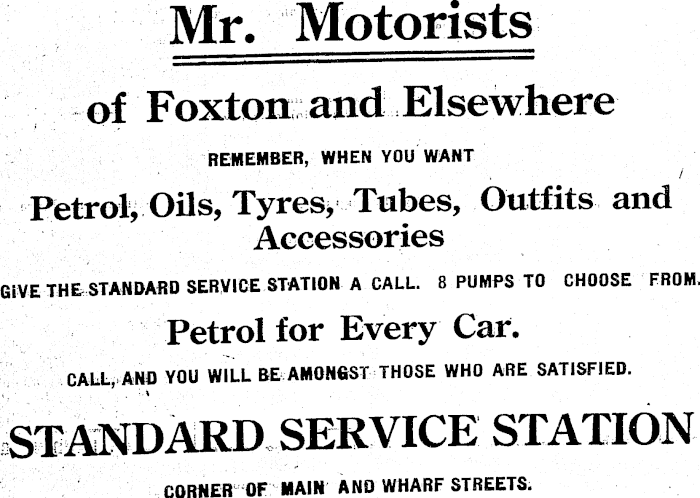 Mr. Motorists
of Foxton and Elsewhere
REMEMBER, WHEN YOU WANT
Petrol, Oils, Tyres, Tubes, Outfits and
Accessories
GIVE THE STANDARD SERVICE STATION A CALL. 8 PUMPS TO CHOOSE FROM.
Petrol for Every Car.
CALL, AND YOU WILL BE AMONGST THOSE WHO ARE SATISFIED.
STANDARD SERVICE STATION
CORNER OF MAIN AND WHARF STREETS.